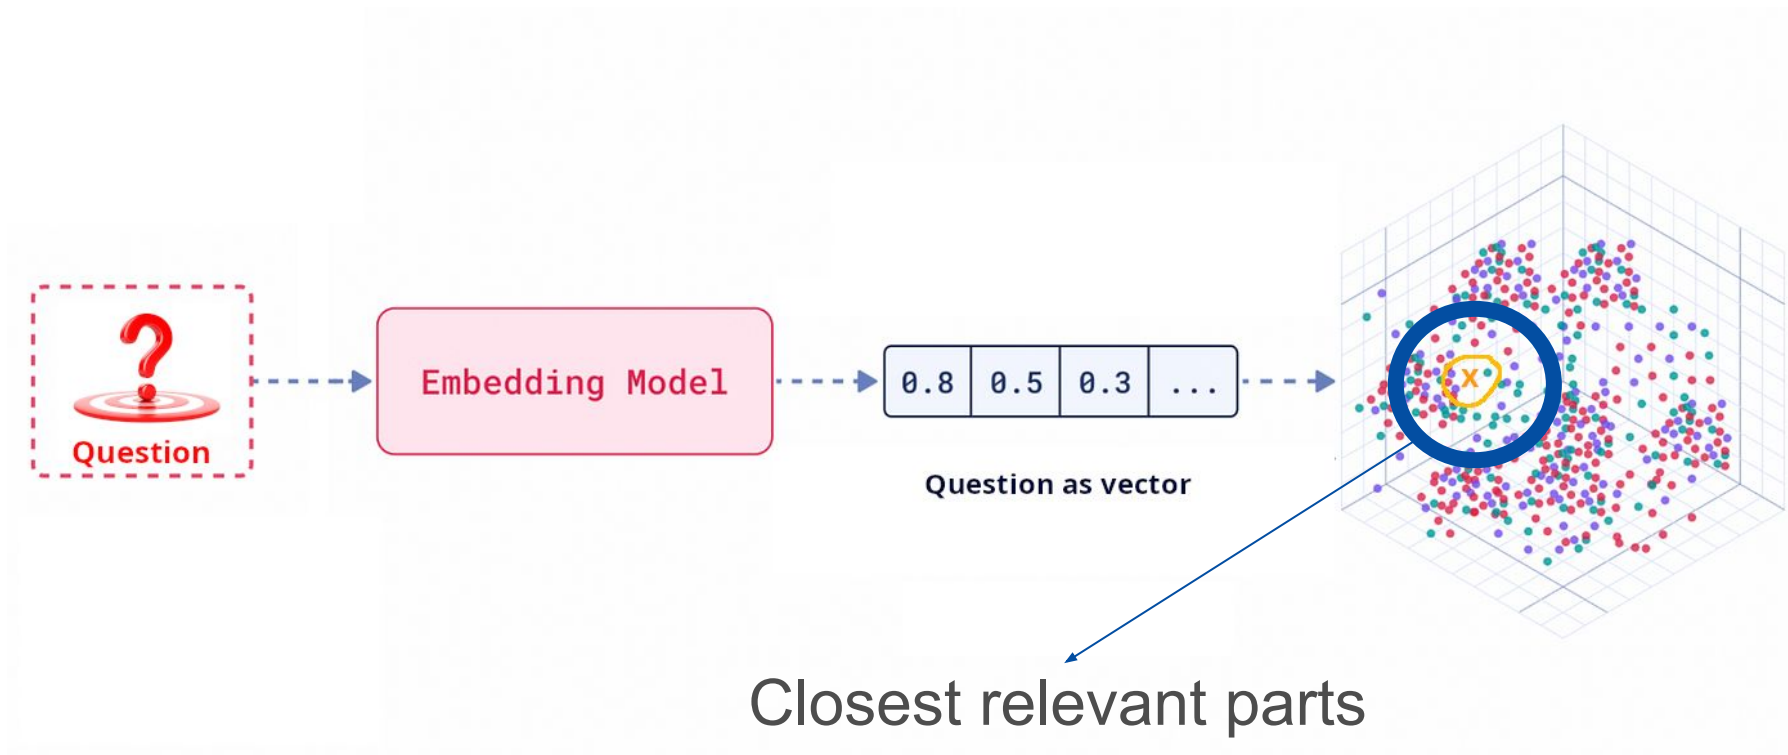 ?
Question
Embedding Model
0.8 0.5 0.3 ...
Question as vector
X
Closest relevant parts